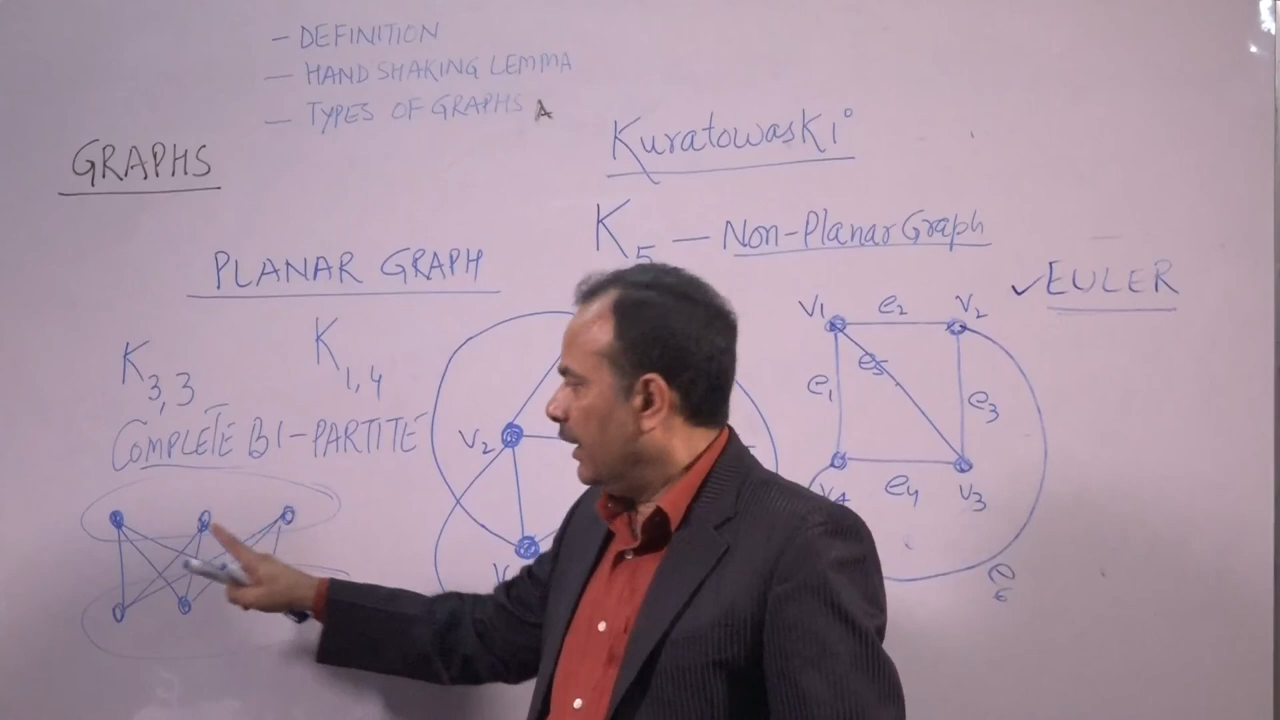 — DEFINITION
— HAND SHAKING LEMMA
— TYPES OF GRAPHS
GRAPHS
Kuratowaski
K5 — Non-Planar Graph
PLANAR GRAPH
✓EULER
K3,3
K1,4
COMPLETE BI-PARTITE
V2
V1
e2
V2
e5
e1
e3
V4
e4
V3
e6